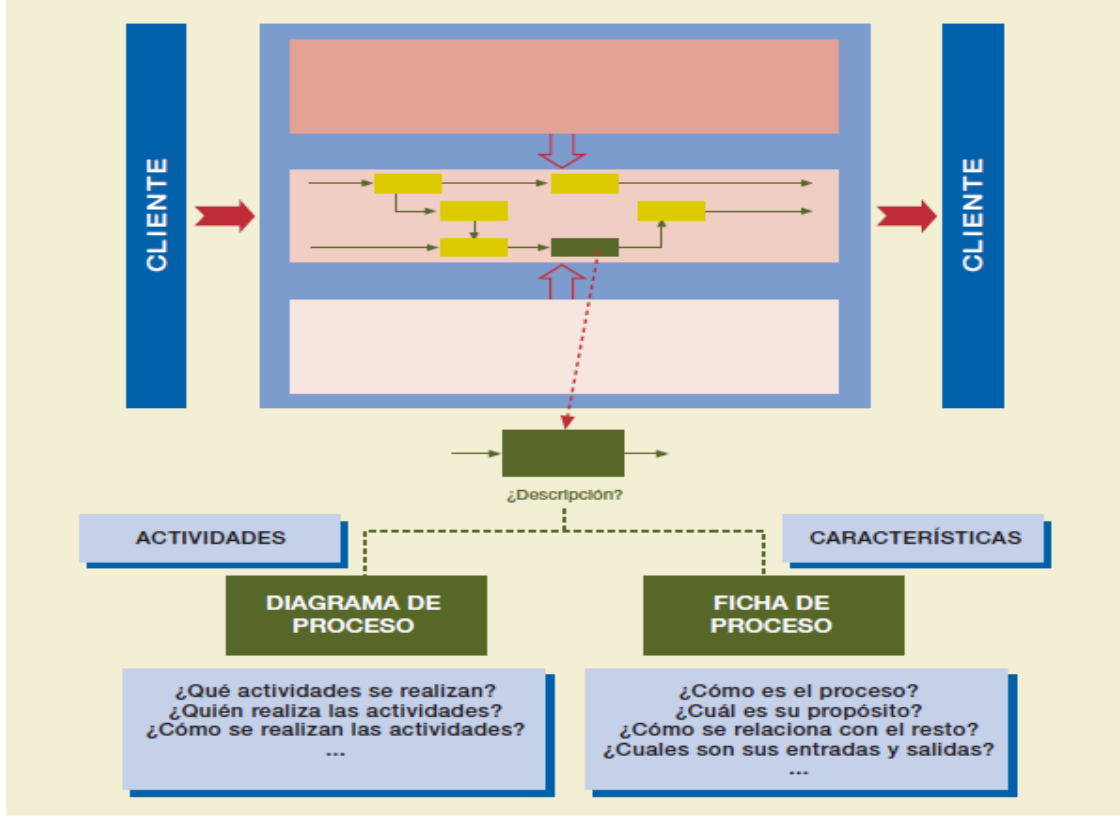 CLIENTE
CLIENTE
¿Descripción?
ACTIVIDADES
CARACTERÍSTICAS
DIAGRAMA DE
PROCESO
FICHA DE
PROCESO
¿Qué actividades se realizan?
¿Quién realiza las actividades?
¿Cómo se realizan las actividades?
...
¿Cómo es el proceso?
¿Cuál es su propósito?
¿Cómo se relaciona con el resto?
¿Cuales son sus entradas y salidas?
...